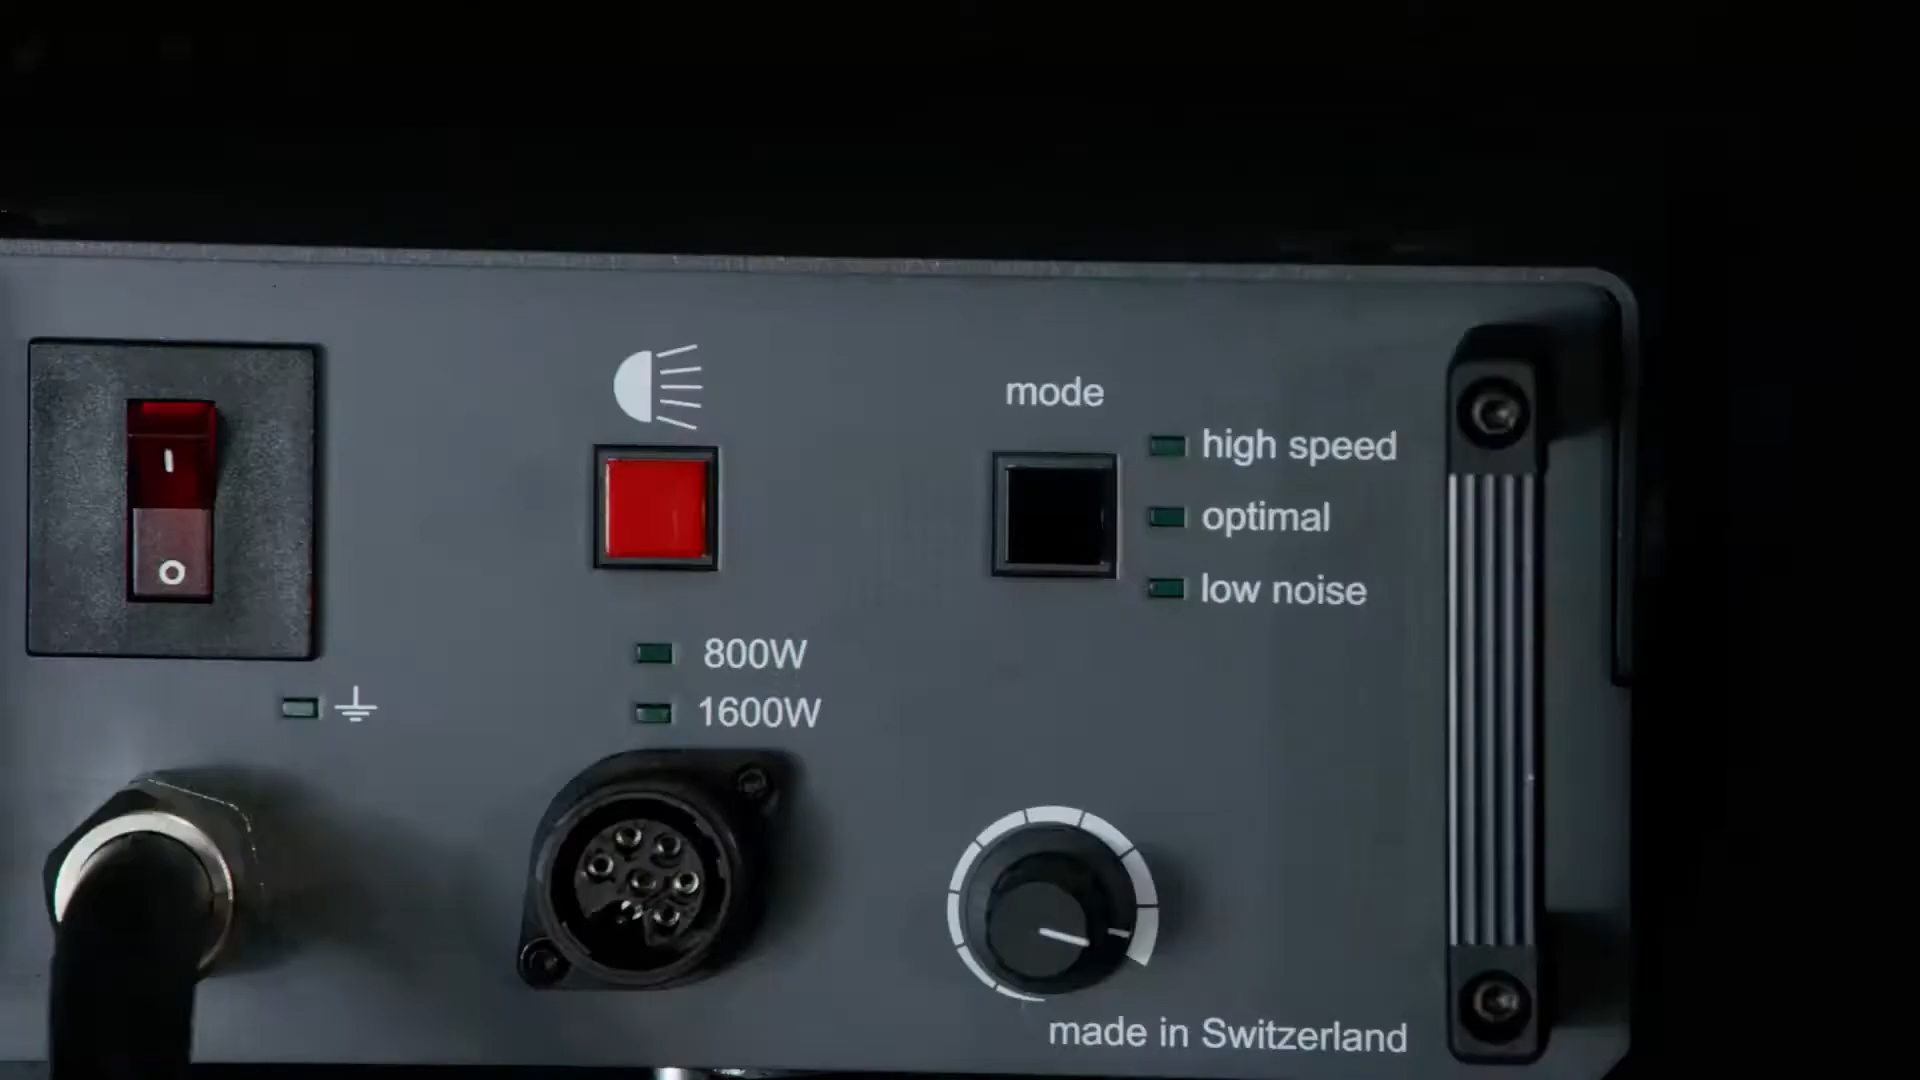 I
O
mode
high speed
optimal
low noise
800W
1600W
made in Switzerland